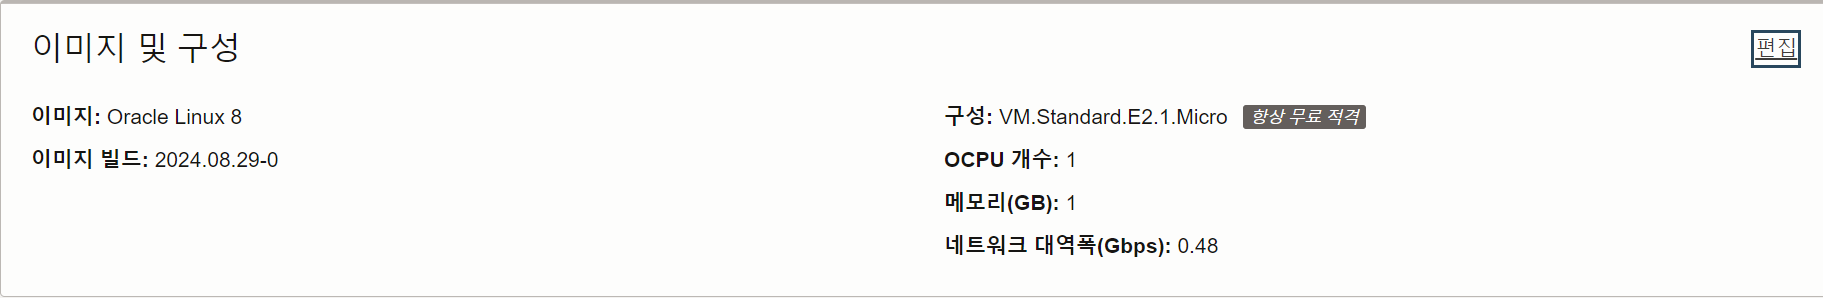 이미지 및 구성
편집
이미지: Oracle Linux 8
이미지 빌드: 2024.08.29-0
구성: VM.Standard.E2.1.Micro 항상 무료 적격
OCPU 개수: 1
메모리(GB): 1
네트워크 대역폭(Gbps): 0.48